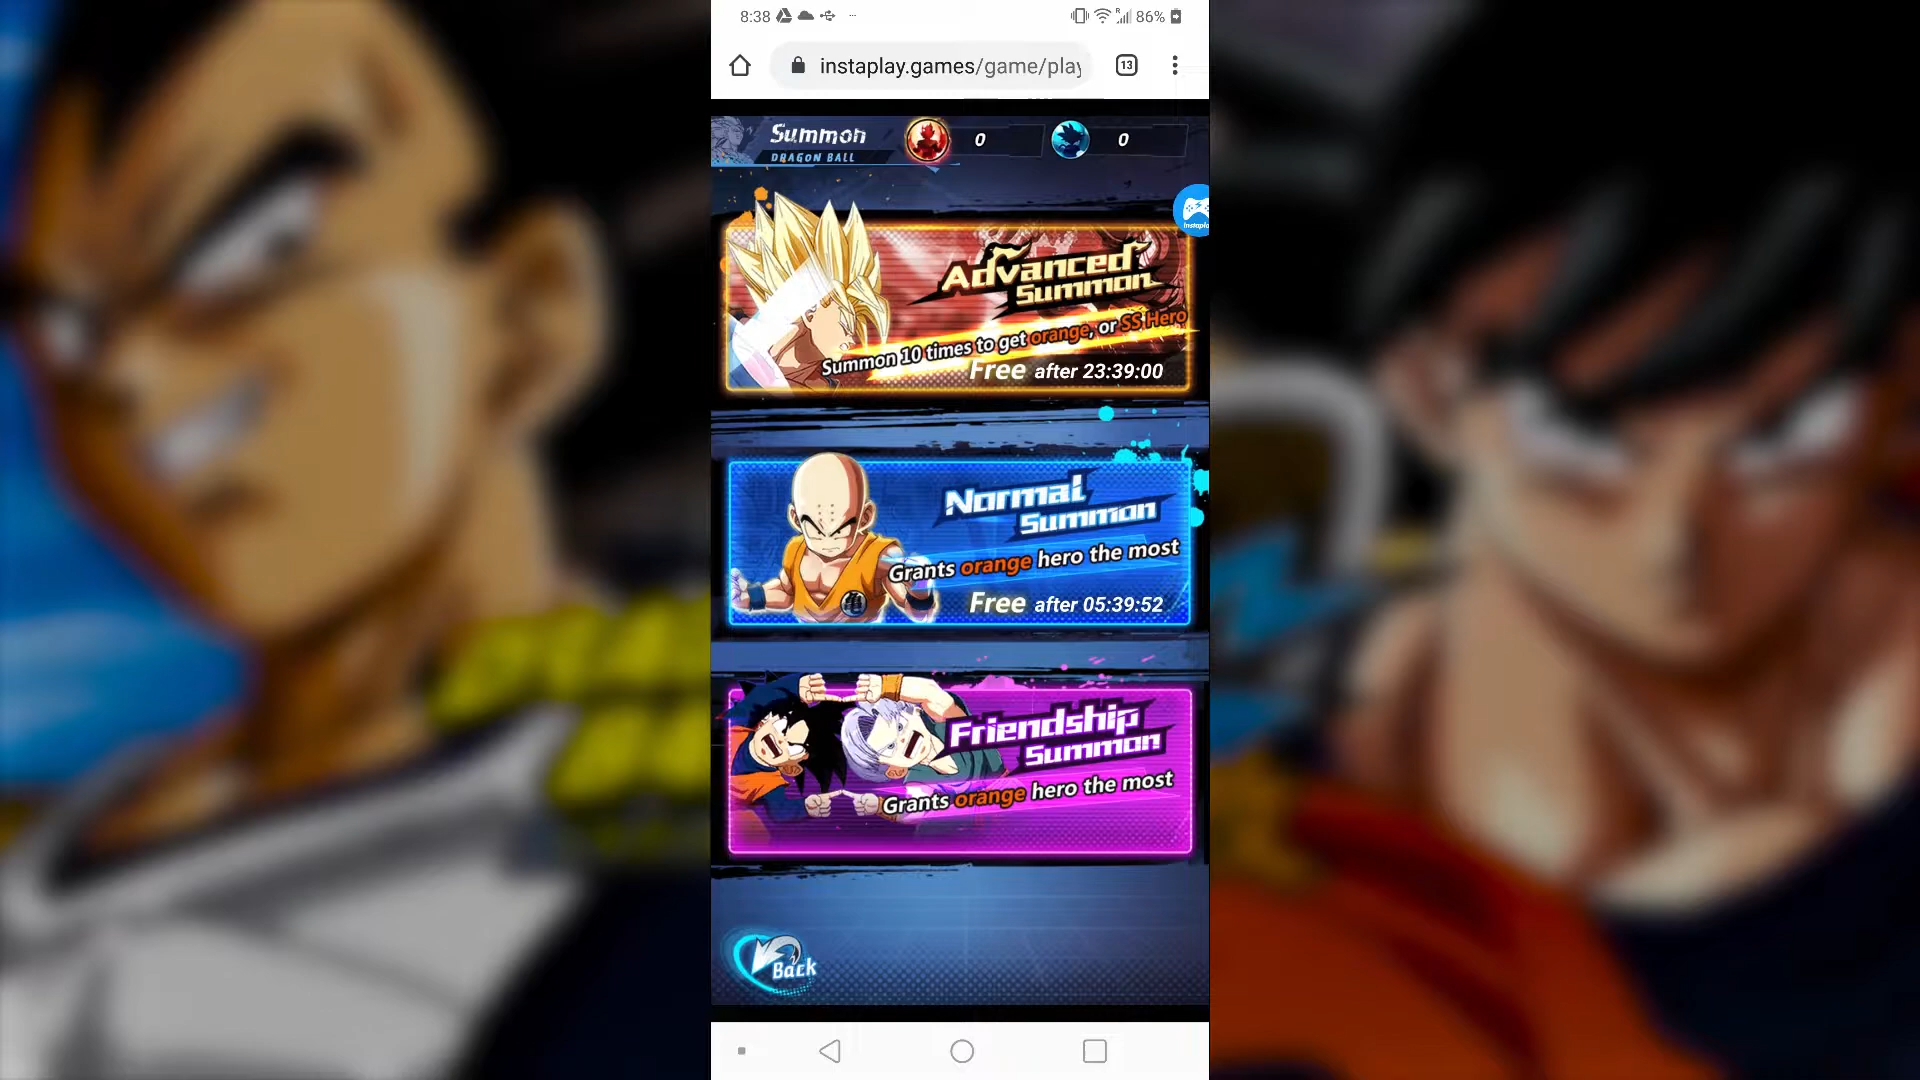 8:38
86%
instaplay.games/game/play
13
Summon
0
0
DRAGON BALL
Instapla
Advanced
Summon
Summon 10 times to get orange, or SS Hero
Free after 23:39:00
Normal
Summon
Grants orange hero the most
Free after 05:39:52
Friendship
Summon
Grants orange hero the most
Back